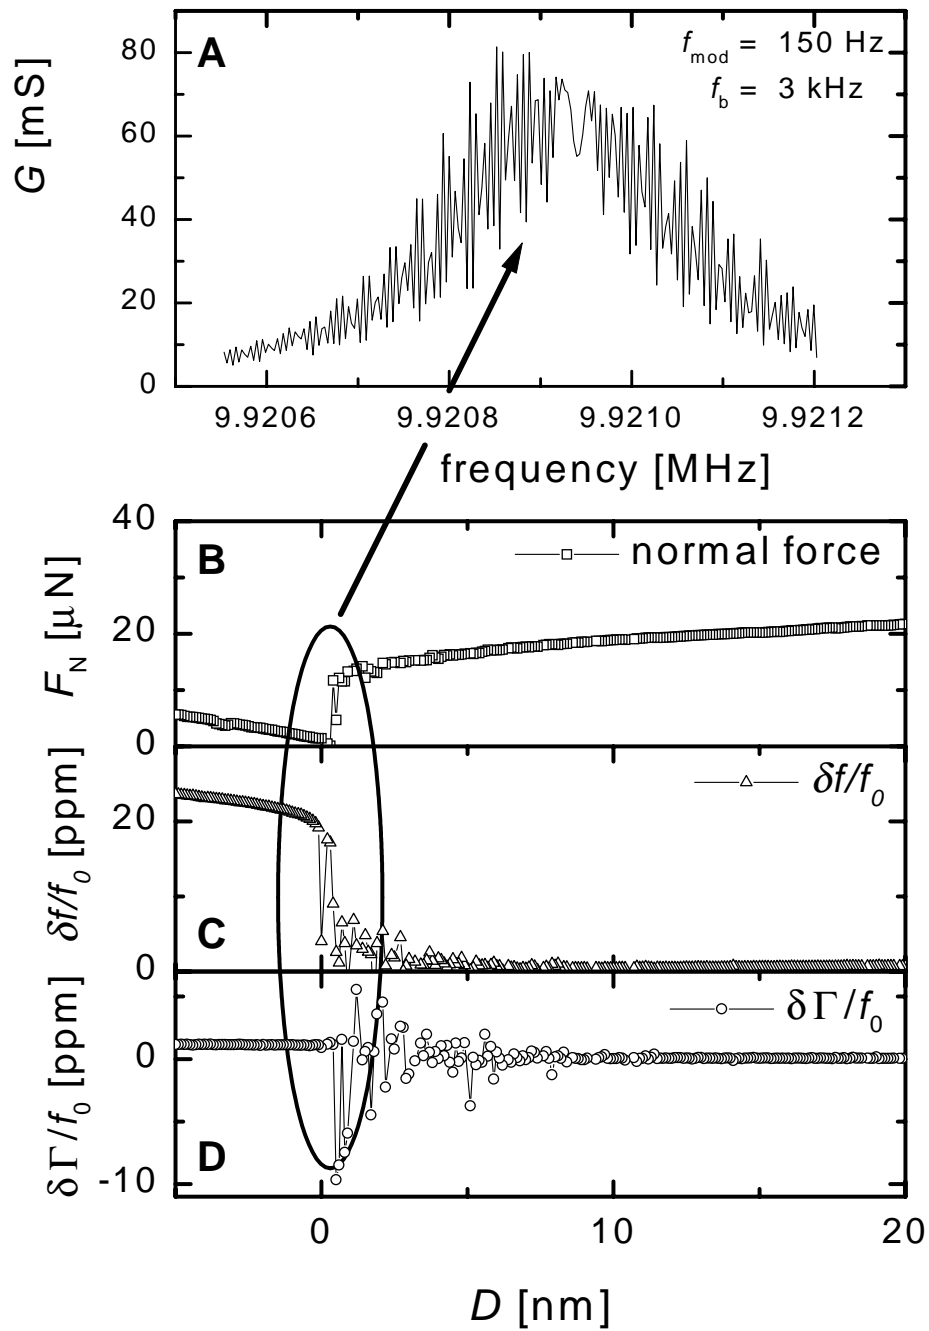 A
f_mod = 150 Hz
f_b = 3 kHz
G [mS]
80
60
40
20
0
9.9206
9.9208
9.9210
9.9212
frequency [MHz]
B
normal force
F_N [μN]
40
20
0
C
δf/f_0
δf/f_0 [ppm]
20
0
D
δΓ/f_0
δΓ/f_0 [ppm]
0
-10
0
10
20
D [nm]